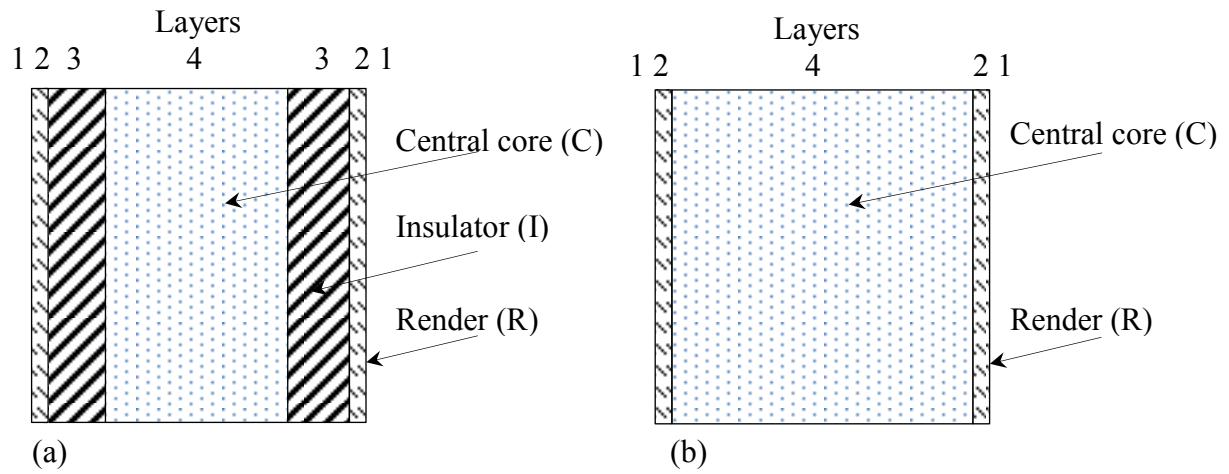 Layers
1 2 3 4 3 2 1
Central core (C)
Insulator (I)
Render (R)
(a)
Layers
1 2 4 2 1
Central core (C)
Render (R)
(b)